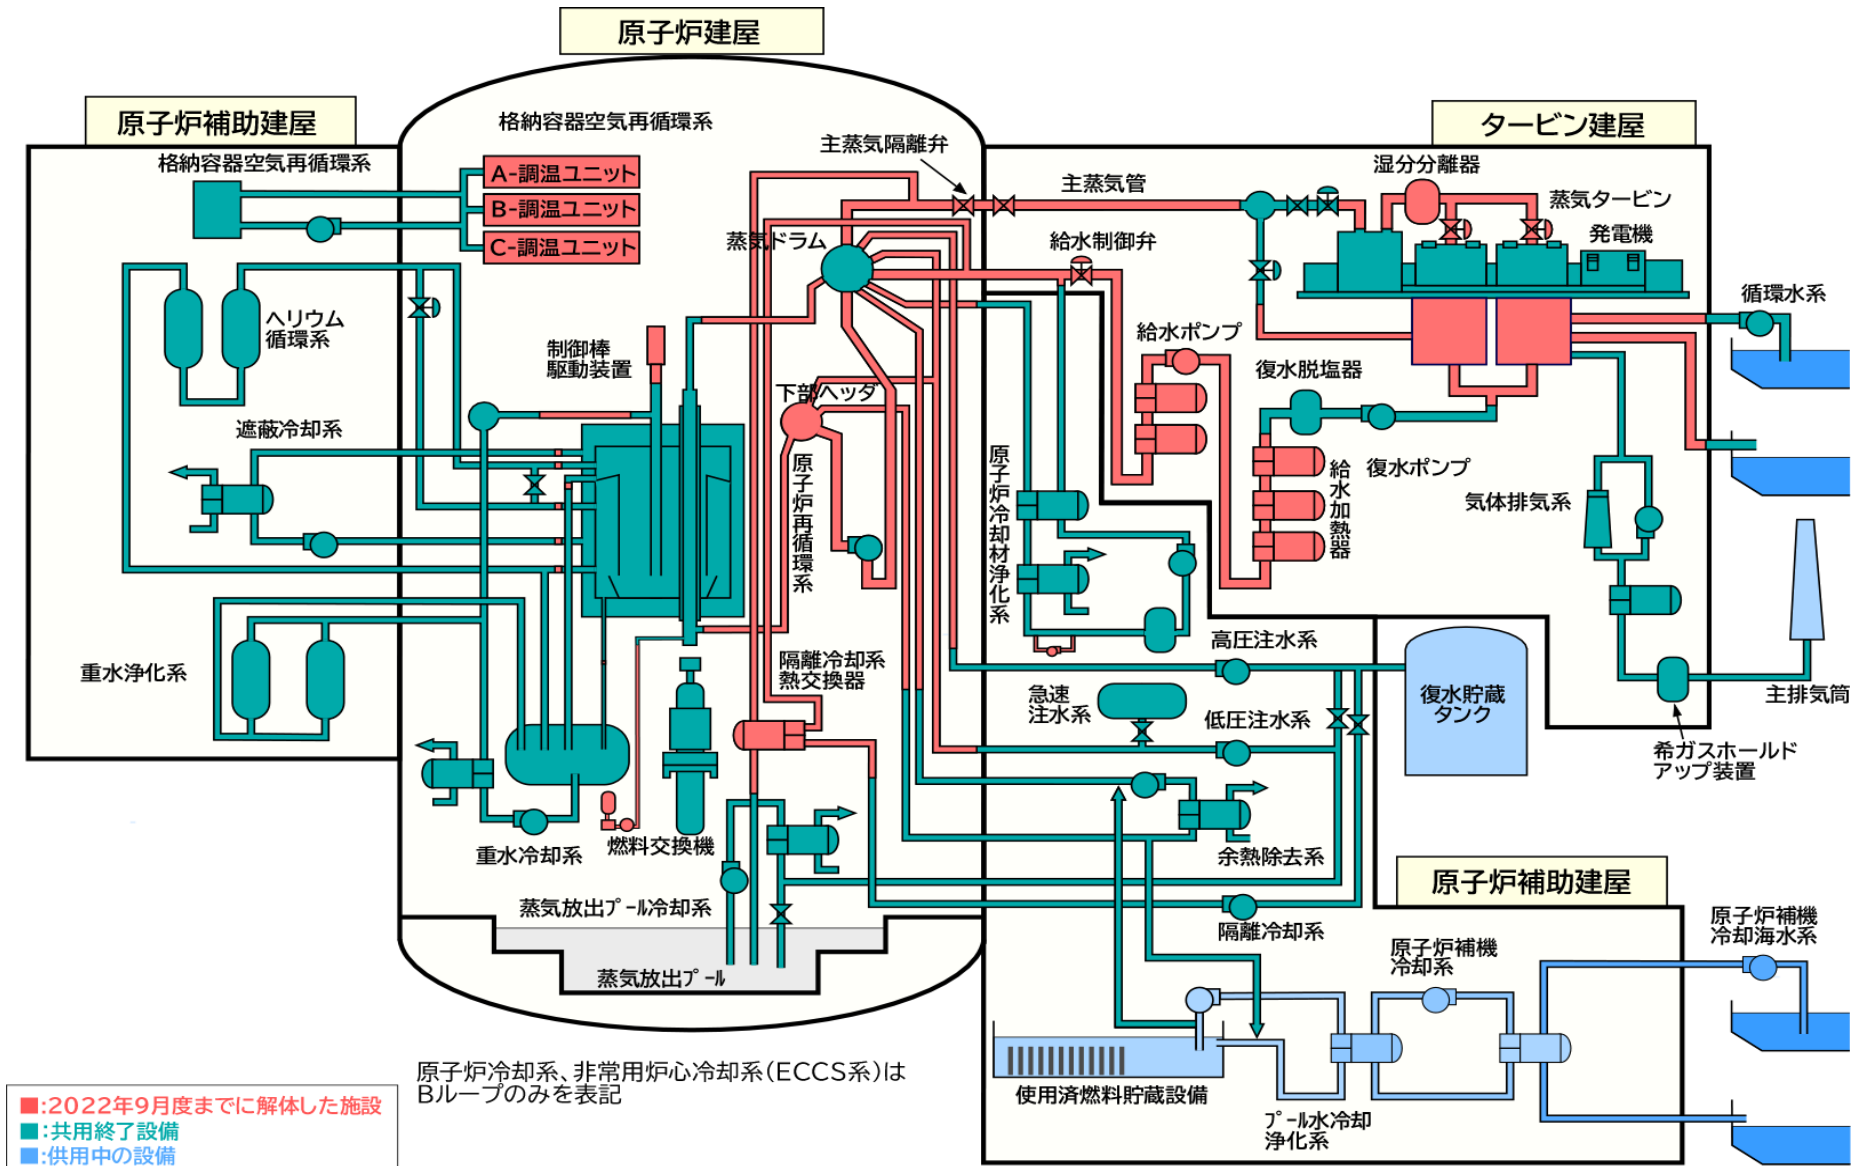 原子炉建屋
原子炉補助建屋
タービン建屋
格納容器空気再循環系
格納容器空気再循環系
A-調温ユニット
B-調温ユニット
C-調温ユニット
主蒸気隔離弁
主蒸気管
湿分分離器
蒸気タービン
発電機
蒸気ドラム
給水制御弁
循環水系
ヘリウム
循環系
制御棒
駆動装置
給水ポンプ
復水脱塩器
下部ヘッダ
遮蔽冷却系
原子炉再循環系
原子炉冷却材浄化系
給水加熱器
復水ポンプ
気体排気系
高圧注水系
重水浄化系
隔離冷却系
熱交換器
急速
注水系
低圧注水系
復水貯蔵
タンク
主排気筒
希ガスホールド
アップ装置
重水冷却系
燃料交換機
余熱除去系
原子炉補助建屋
蒸気放出プール冷却系
隔離冷却系
原子炉補機
冷却系
原子炉補機
冷却海水系
蒸気放出プール
使用済燃料貯蔵設備
プール水冷却
浄化系
原子炉冷却系、非常用炉心冷却系(ECCS系)は
Bループのみを表記
■:2022年9月度までに解体した施設
■:共用終了設備
■:供用中の設備